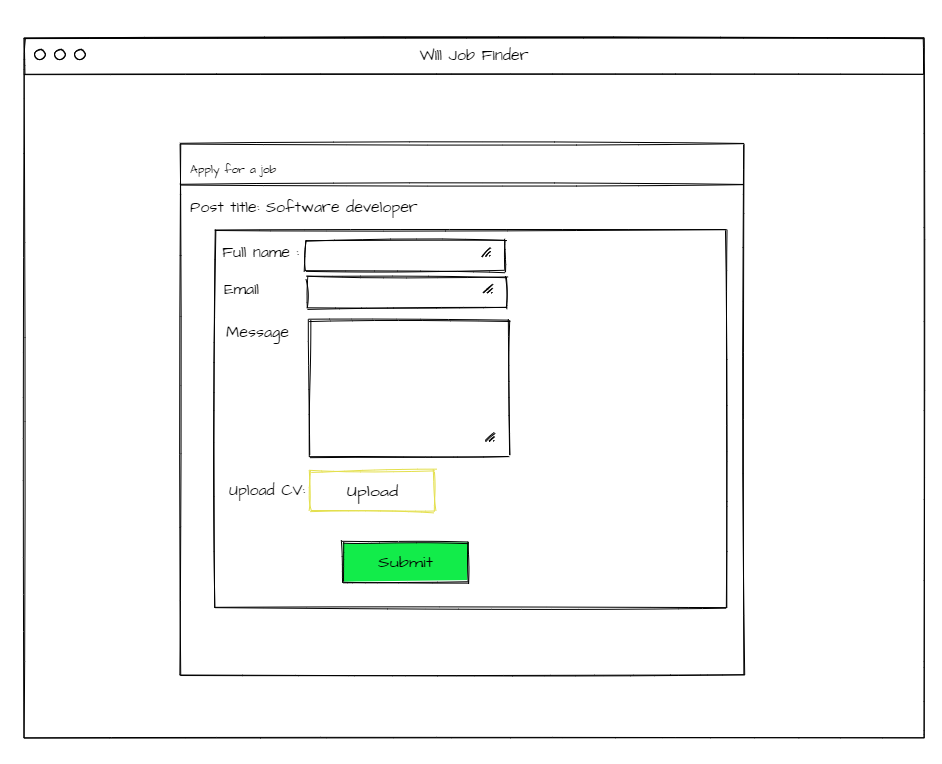 Will Job Finder
Apply for a job
Post title: Software developer
Full name :
Email
Message
Upload CV: Upload
Submit